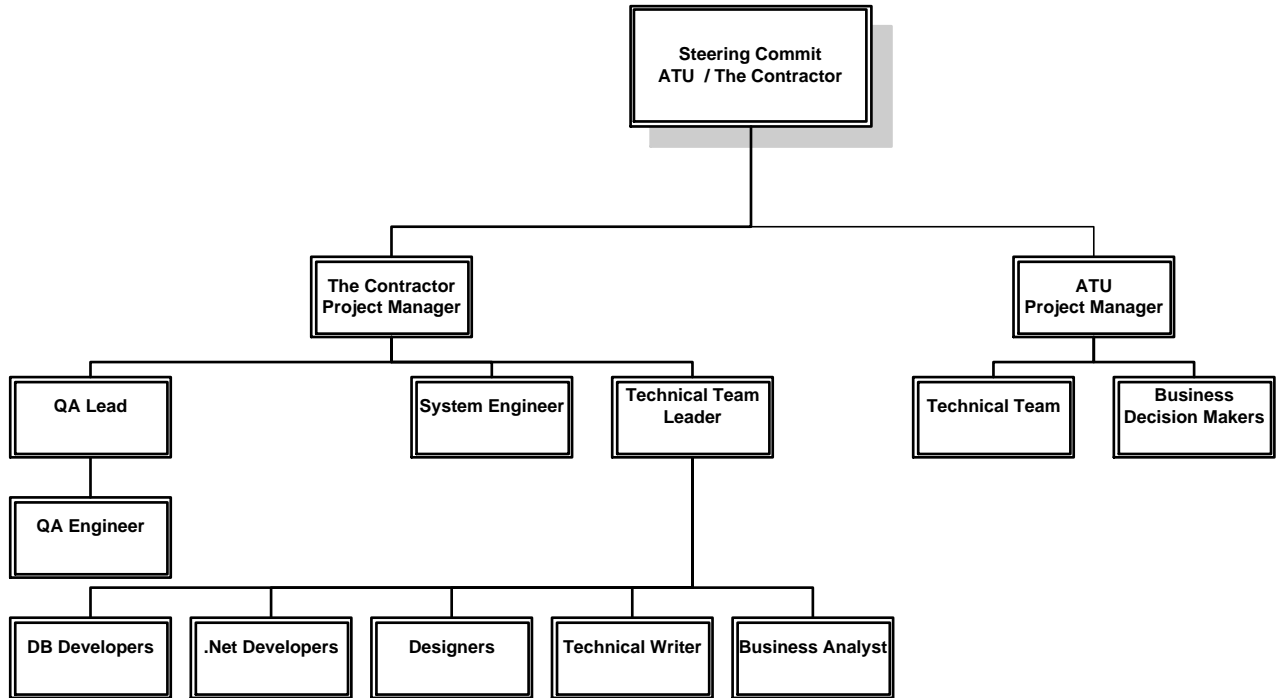 Steering Commit
ATU / The Contractor
The Contractor
Project Manager
ATU
Project Manager
QA Lead
System Engineer
Technical Team
Leader
Technical Team
Business
Decision Makers
QA Engineer
DB Developers
.Net Developers
Designers
Technical Writer
Business Analyst